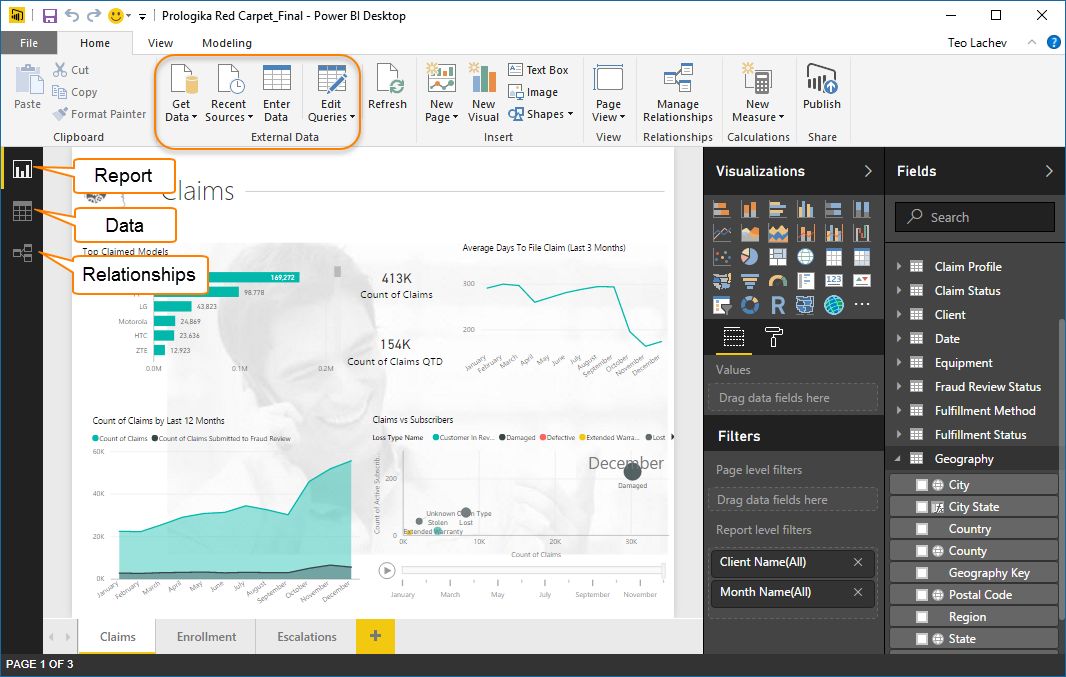 Prologika Red Carpet_Final - Power BI Desktop
File Home View Modeling Teo Lachev
Paste Cut Copy Format Painter
Clipboard
Get Data
Recent Sources
Enter Data
Edit Queries
External Data
Refresh
New Page
New Visual
Text Box
Image
Shapes
Insert
Page View
View
Manage Relationships
Relationships
New Measure
Calculations
Publish
Share
Report
Data
Relationships
Claims
Top Claimed Models
169,272
98,778
LG 43,823
Motorola 24,869
HTC 23,636
ZTE 12,923
0.0M 0.1M 0.2M
413K
Count of Claims
154K
Count of Claims QTD
Average Days To File Claim (Last 3 Months)
300
200
January February March April May June July August September October November December
Count of Claims by Last 12 Months
Count of Claims Count of Claims Submitted to Fraud Review
60K
40K
20K
0K
January February March April May June July August September October November December
Claims vs Subscribers
Loss Type Name Customer In Rev... Damaged Defective Extended Warra... Lost
December
Count of Active Subscrib...
200
0
Damaged
Stolen
Lost
Extended Warranty
0K 10K 20K 30K
Count of Claims
January March May July September November
Claims Enrollment Escalations
PAGE 1 OF 3
Visualizations
Values
Drag data fields here
Filters
Page level filters
Drag data fields here
Report level filters
Client Name(All)
Month Name(All)
Fields
Search
Claim Profile
Claim Status
Client
Date
Equipment
Fraud Review Status
Fulfillment Method
Fulfillment Status
Geography
City
City State
Country
County
Geography Key
Postal Code
Region
State